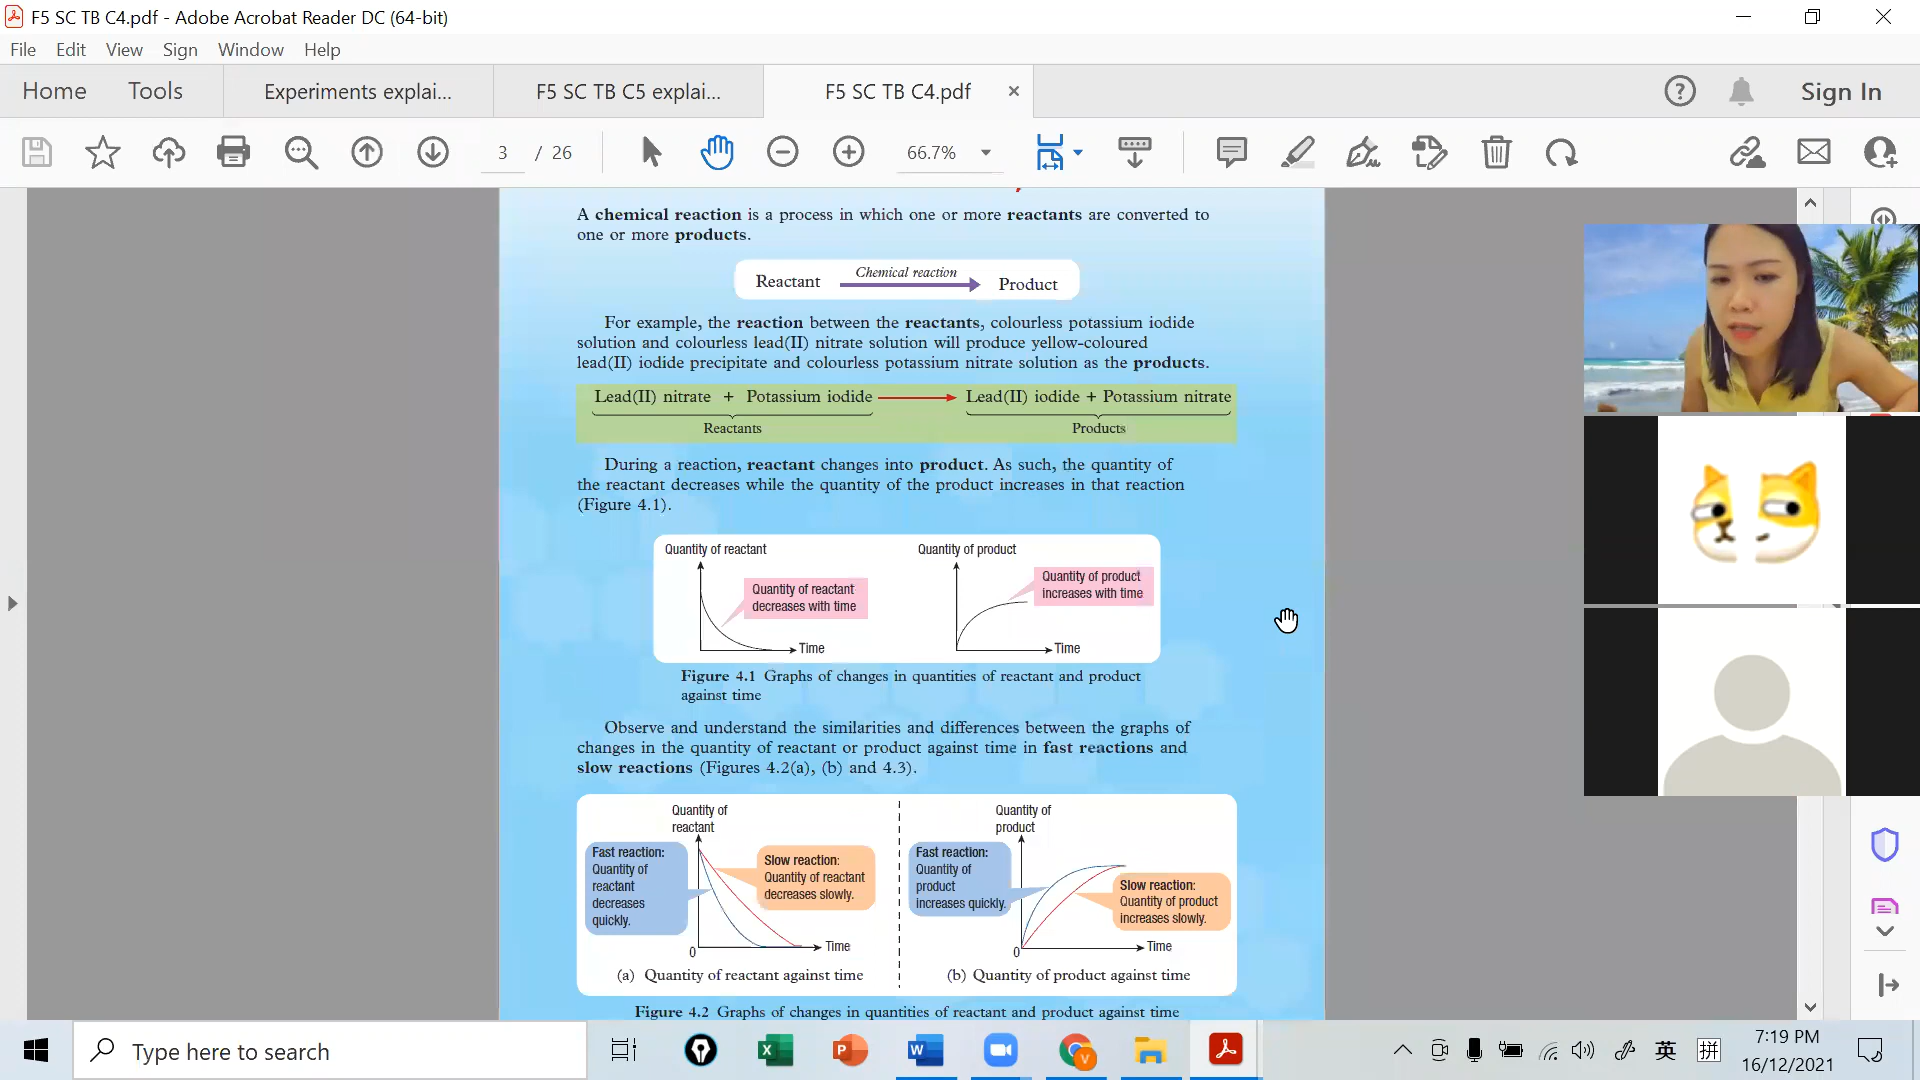 F5 SC TB C4.pdf - Adobe Acrobat Reader DC (64-bit)
File Edit View Sign Window Help
Home Tools Experiments explai... F5 SC TB C5 explai... F5 SC TB C4.pdf × Sign In
3 / 26 66.7%
A chemical reaction is a process in which one or more reactants are converted to
one or more products.
Reactant Chemical reaction Product
For example, the reaction between the reactants, colourless potassium iodide
solution and colourless lead(II) nitrate solution will produce yellow-coloured
lead(II) iodide precipitate and colourless potassium nitrate solution as the products.
Lead(II) nitrate + Potassium iodide Lead(II) iodide + Potassium nitrate
Reactants Products
During a reaction, reactant changes into product. As such, the quantity of
the reactant decreases while the quantity of the product increases in that reaction
(Figure 4.1).
Quantity of reactant
Quantity of reactant
decreases with time
Time
Quantity of product
Quantity of product
increases with time
Time
Figure 4.1 Graphs of changes in quantities of reactant and product
against time
Observe and understand the similarities and differences between the graphs of
changes in the quantity of reactant or product against time in fast reactions and
slow reactions (Figures 4.2(a), (b) and 4.3).
Quantity of
reactant
Fast reaction:
Quantity of
reactant
decreases
quickly.
Slow reaction:
Quantity of reactant
decreases slowly.
0
Time
(a) Quantity of reactant against time
Quantity of
product
Fast reaction:
Quantity of
product
increases quickly.
Slow reaction:
Quantity of product
increases slowly.
0
Time
(b) Quantity of product against time
Figure 4.2 Graphs of changes in quantities of reactant and product against time
Type here to search
英
拼
7:19 PM
16/12/2021